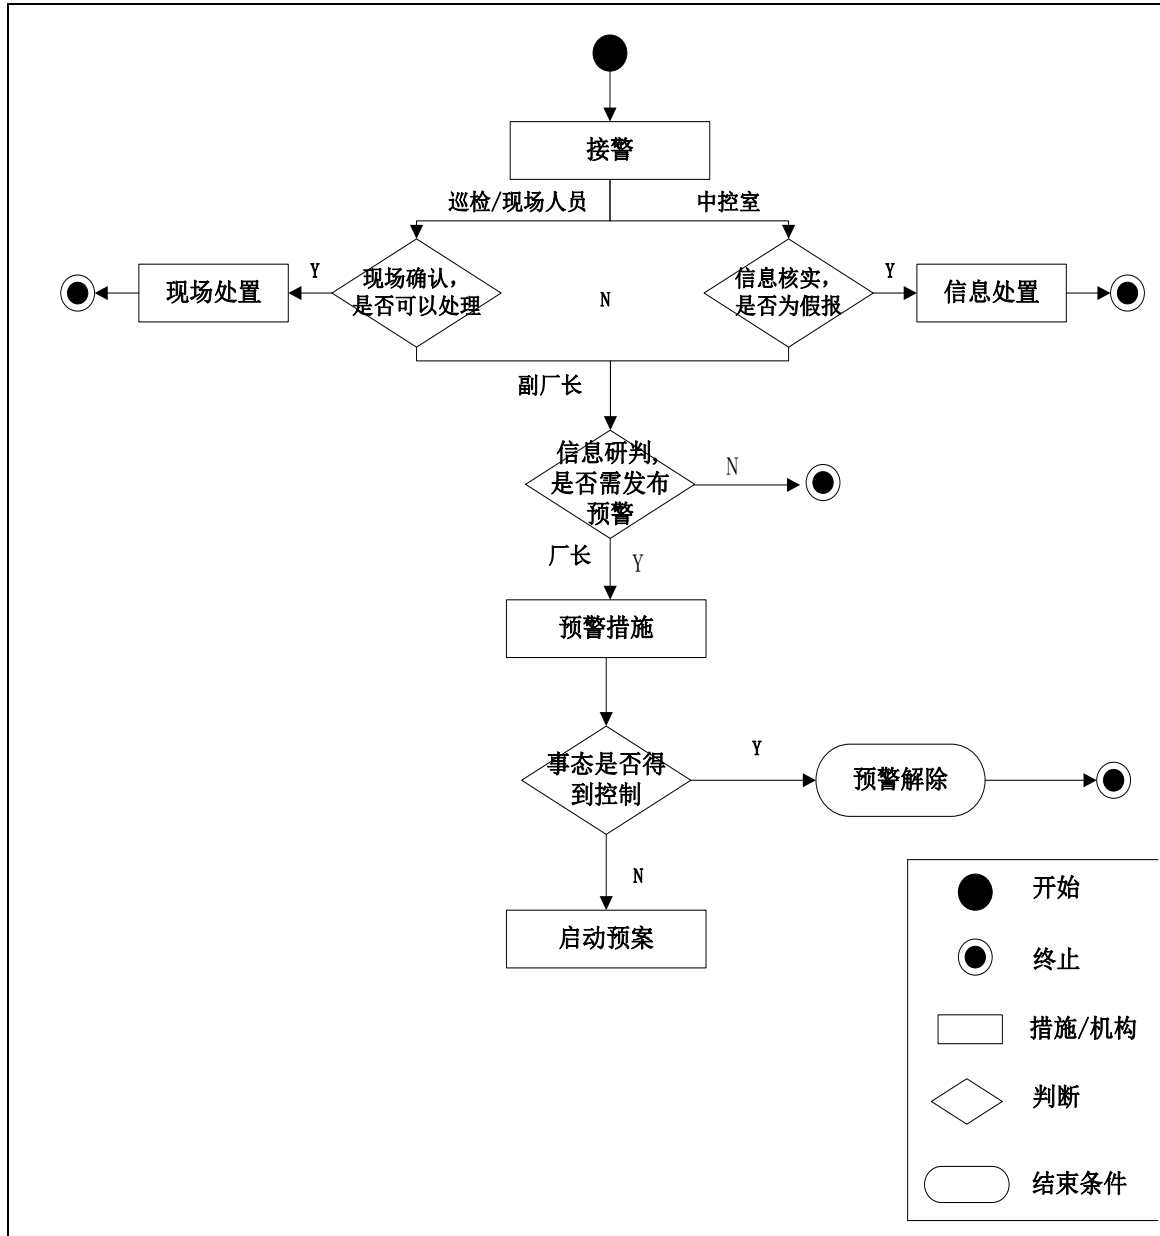 接警
巡检/现场人员
中控室
现场处置
Y
现场确认，
是否可以处理
N
信息核实，
是否为假报
Y
信息处置
副厂长
信息研判，
是否需发布
预警
N
厂长
Y
预警措施
事态是否得
到控制
Y
预警解除
N
启动预案
开始
终止
措施/机构
判断
结束条件